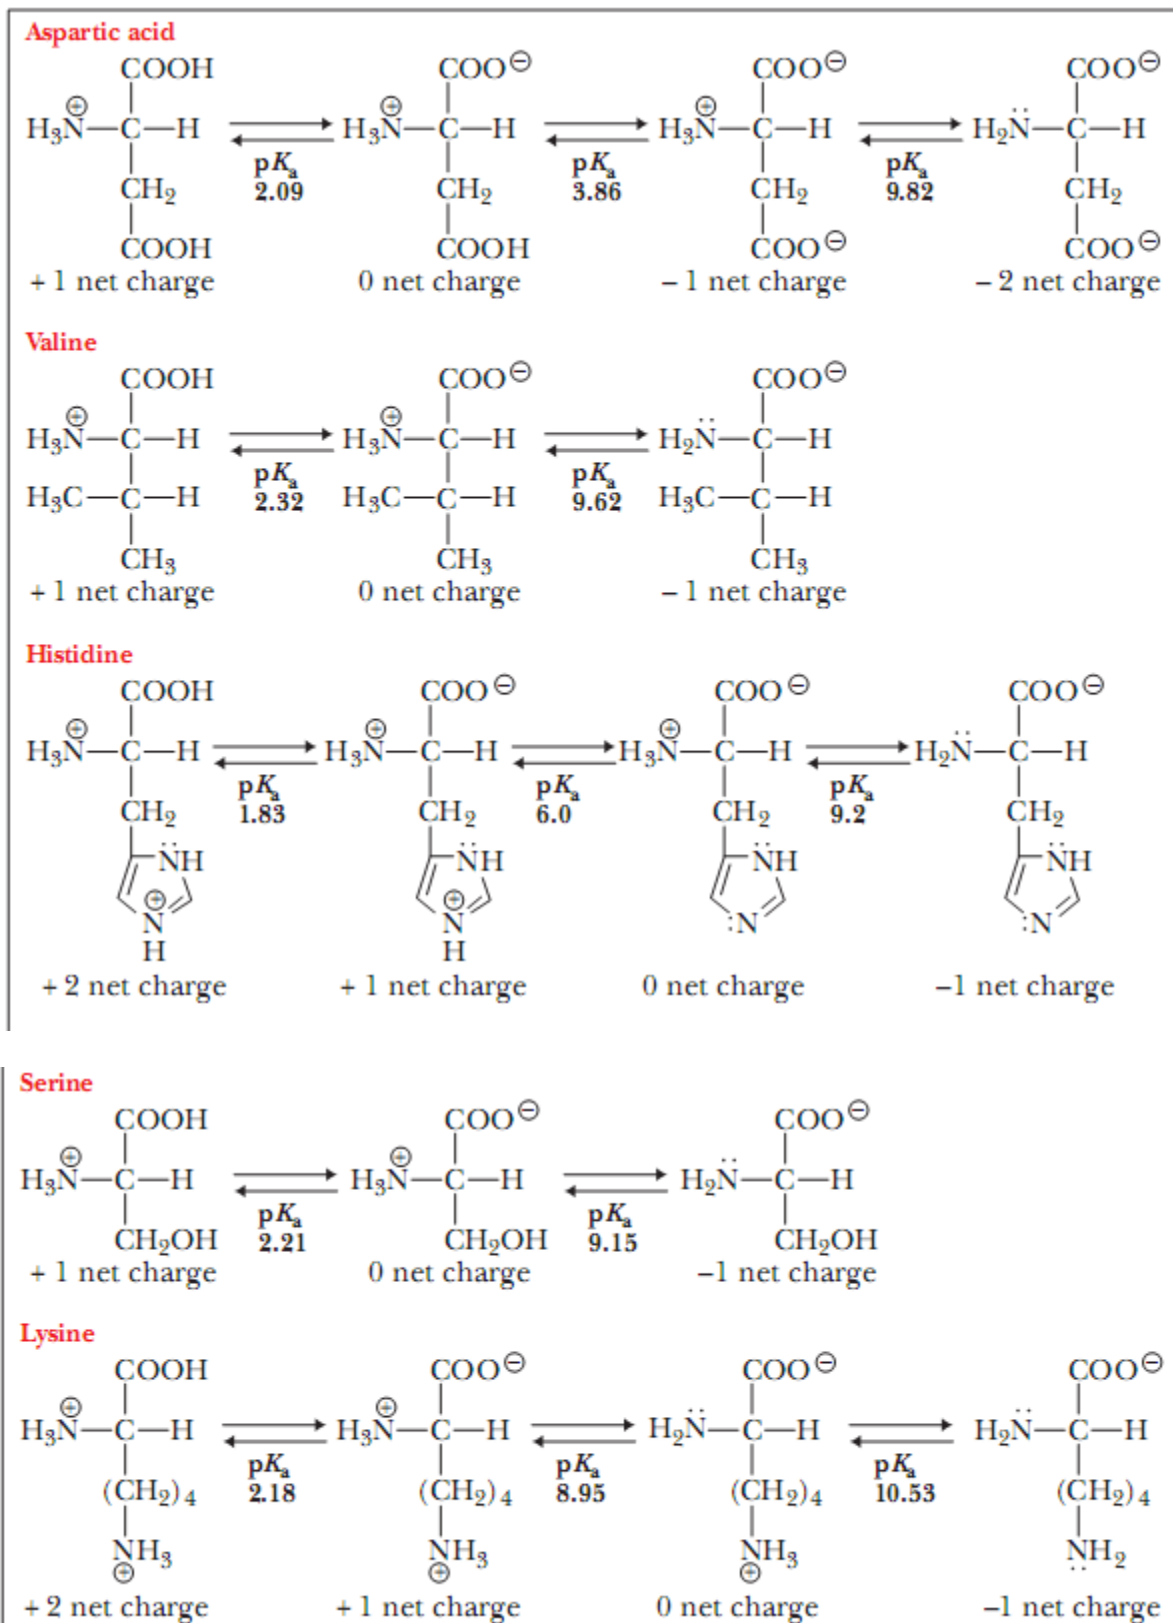 Aspartic acid
COOH COO⊖ COO⊖ COO⊖
H₃N⊕—C—H H₃N⊕—C—H H₃N⊕—C—H H₂N̈—C—H
pKₐ pKₐ pKₐ
2.09 3.86 9.82
CH₂ CH₂ CH₂ CH₂
COOH COOH COO⊖ COO⊖
+ 1 net charge 0 net charge – 1 net charge – 2 net charge
Valine
COOH COO⊖ COO⊖
H₃N⊕—C—H H₃N⊕—C—H H₂N̈—C—H
pKₐ pKₐ
2.32 9.62
H₃C—C—H H₃C—C—H H₃C—C—H
CH₃ CH₃ CH₃
+ 1 net charge 0 net charge – 1 net charge
Histidine
COOH COO⊖ COO⊖ COO⊖
H₃N⊕—C—H H₃N⊕—C—H H₃N⊕—C—H H₂N̈—C—H
pKₐ pKₐ pKₐ
1.83 6.0 9.2
CH₂ CH₂ CH₂ CH₂
N̈H N̈H N̈H N̈H
⊕ ⊕
N N :N :N
H H
+ 2 net charge + 1 net charge 0 net charge –1 net charge
Serine
COOH COO⊖ COO⊖
H₃N⊕—C—H H₃N⊕—C—H H₂N̈—C—H
pKₐ pKₐ
2.21 9.15
CH₂OH CH₂OH CH₂OH
+ 1 net charge 0 net charge –1 net charge
Lysine
COOH COO⊖ COO⊖ COO⊖
H₃N⊕—C—H H₃N⊕—C—H H₂N̈—C—H H₂N̈—C—H
pKₐ pKₐ pKₐ
2.18 8.95 10.53
(CH₂)₄ (CH₂)₄ (CH₂)₄ (CH₂)₄
NH₃ NH₃ NH₃ NH₂
⊕ ⊕ ⊕ ..
+ 2 net charge + 1 net charge 0 net charge –1 net charge